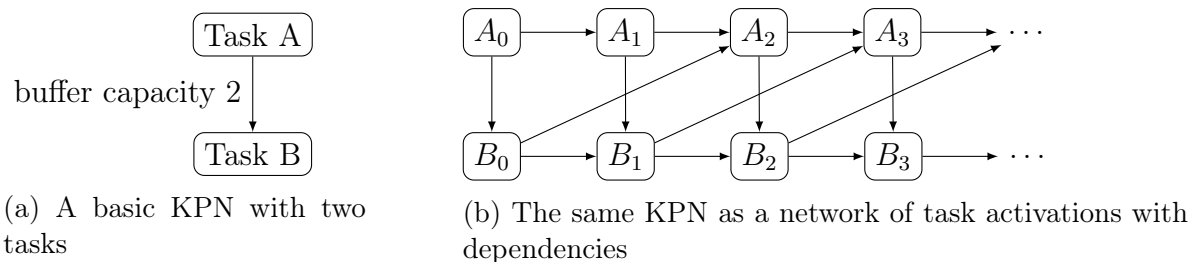 Task A
buffer capacity 2
Task B
(a) A basic KPN with two
tasks
A₀ A₁ A₂ A₃ ···
B₀ B₁ B₂ B₃ ···
(b) The same KPN as a network of task activations with
dependencies